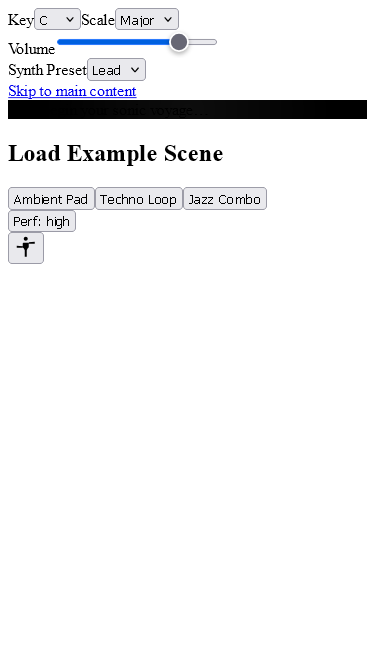 Key C Scale Major
Volume
Synth Preset Lead
Skip to main content
Load Example Scene
Ambient Pad Techno Loop Jazz Combo
Perf: high